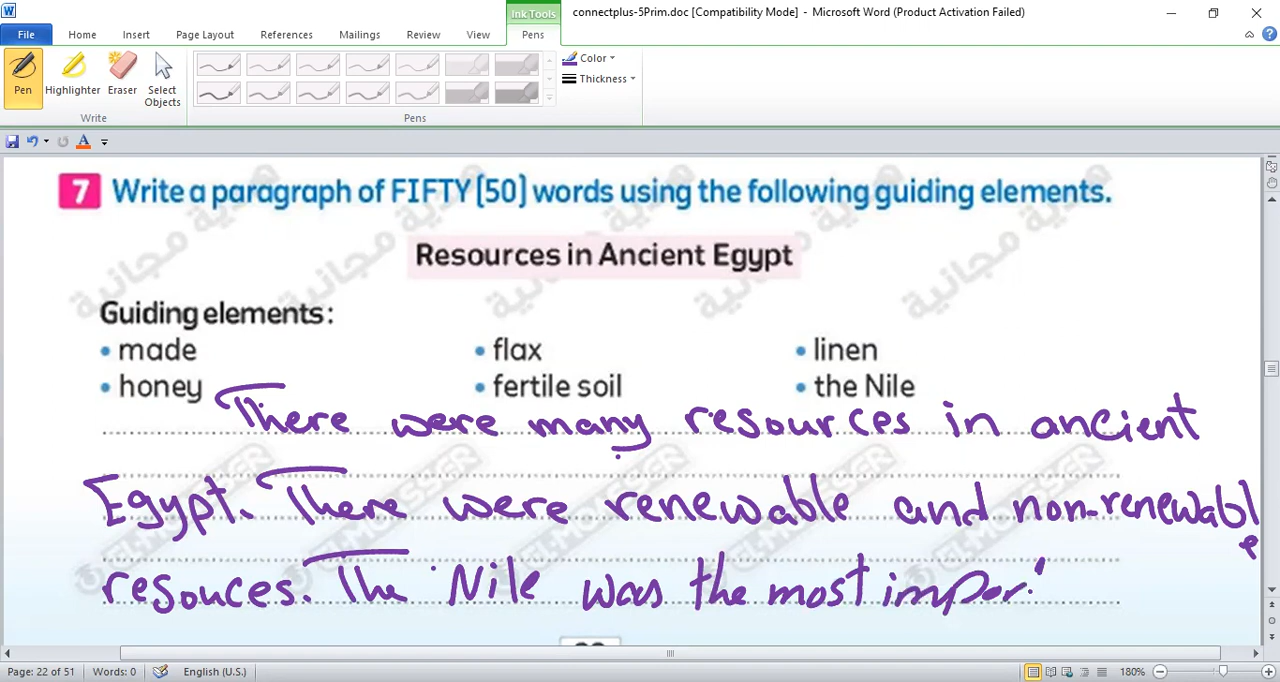 Ink Tools
connectplus-5Prim.doc [Compatibility Mode] - Microsoft Word (Product Activation Failed)
File Home Insert Page Layout References Mailings Review View Pens
Pen Highlighter Eraser Select Objects
Color
Thickness
Write Pens
7 Write a paragraph of FIFTY (50) words using the following guiding elements.
Resources in Ancient Egypt
Guiding elements:
• made • flax • linen
• honey • fertile soil • the Nile
There were many resources in ancient
Egypt. There were renewable and non-renewable
resouces. The Nile was the most impor
هدية مجانية
ELMOASSER
Page: 22 of 51 Words: 0 English (U.S.) 180%